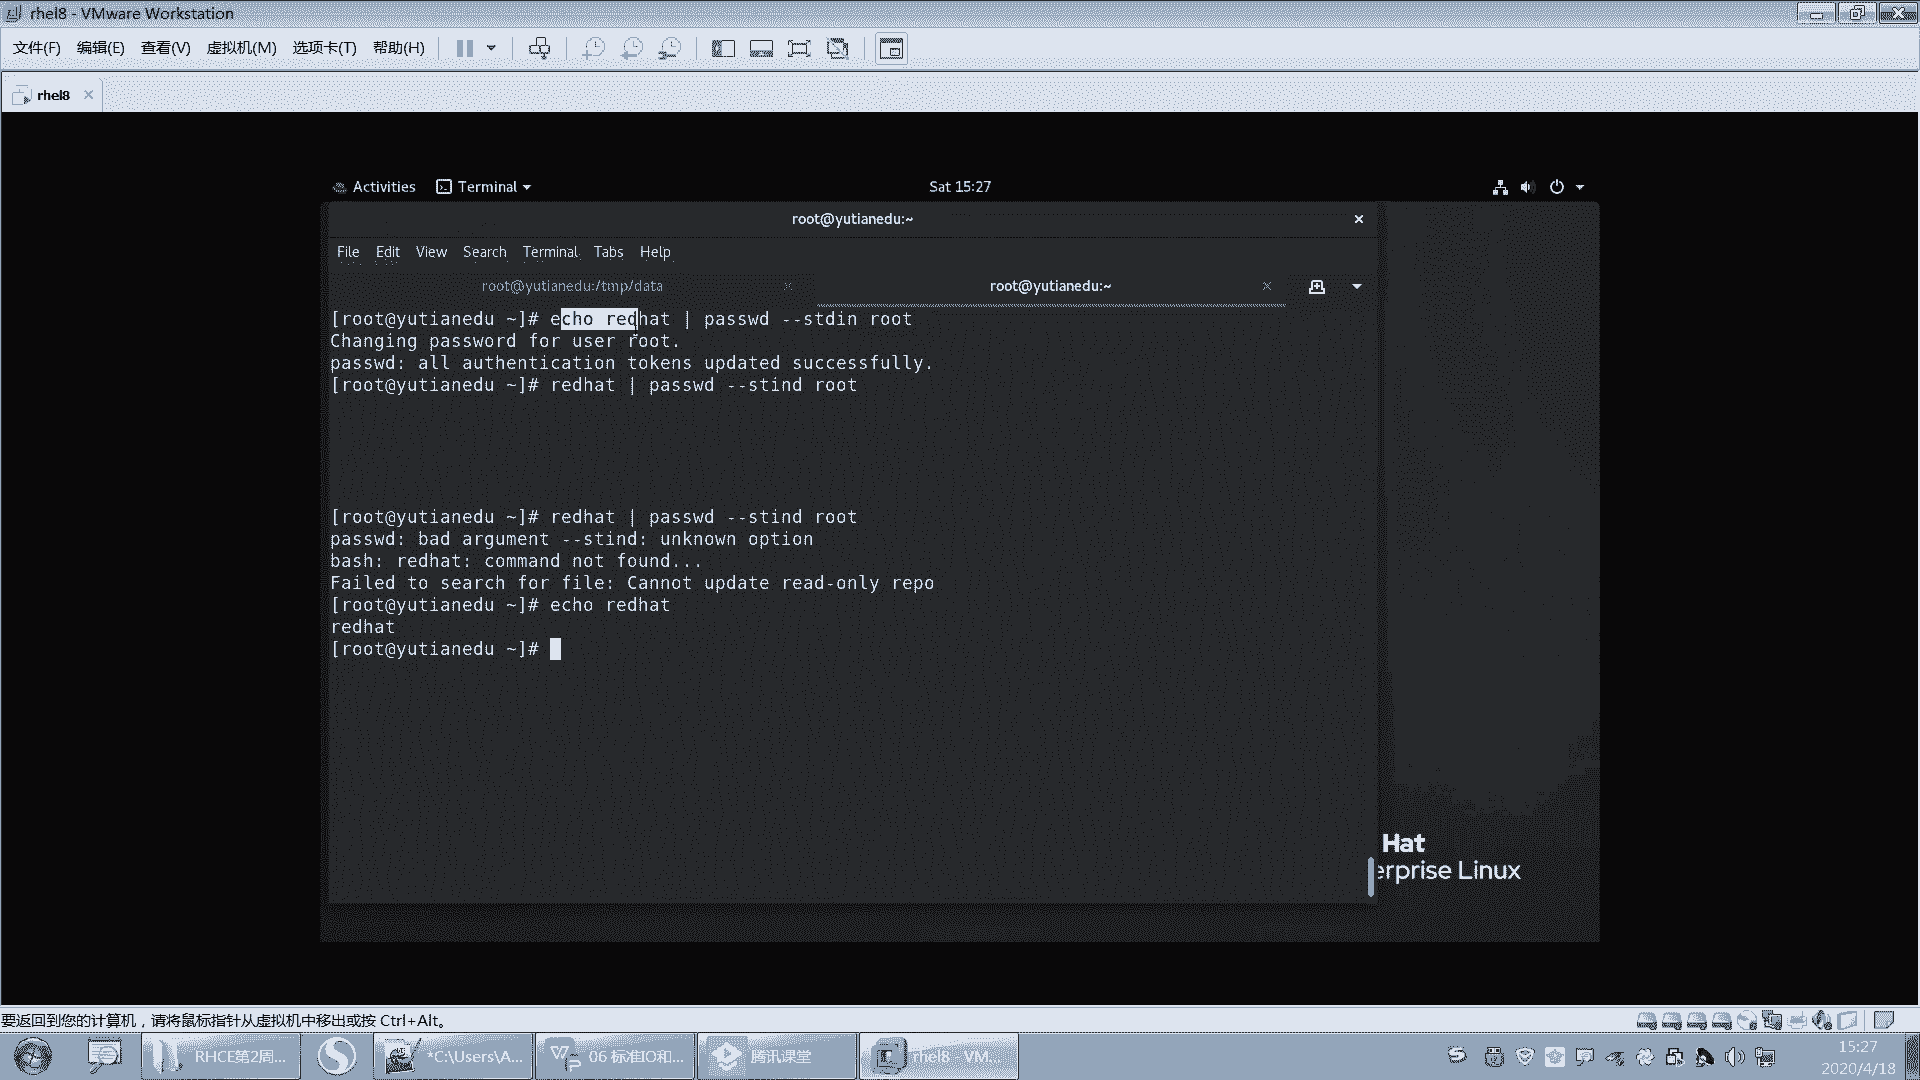 rhel8 - VMware Workstation
文件(F) 编辑(E) 查看(V) 虚拟机(M) 选项卡(T) 帮助(H)
rhel8
Activities Terminal Sat 15:27
root@yutianedu:~
File Edit View Search Terminal Tabs Help
root@yutianedu:/tmp/data root@yutianedu:~
[root@yutianedu ~]# echo redhat | passwd --stdin root
Changing password for user root.
passwd: all authentication tokens updated successfully.
[root@yutianedu ~]# redhat | passwd --stind root
[root@yutianedu ~]# redhat | passwd --stind root
passwd: bad argument --stind: unknown option
bash: redhat: command not found...
Failed to search for file: Cannot update read-only repo
[root@yutianedu ~]# echo redhat
redhat
[root@yutianedu ~]#
Hat
erprise Linux
要返回到您的计算机，请将鼠标指针从虚拟机中移出或按 Ctrl+Alt。
RHCE第2周... *C:\Users\A... 06 标准IO和... 腾讯课堂 rhel8 - VM... 15:27
2020/4/18